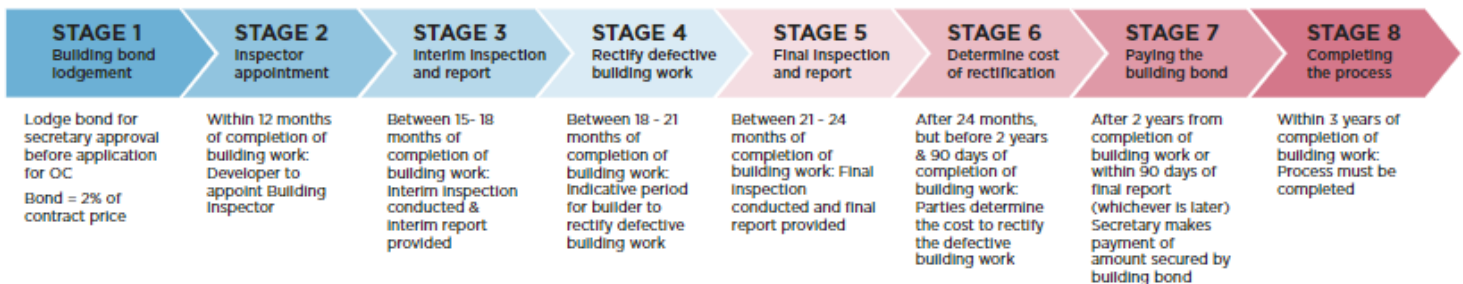 STAGE 1
Building bond
lodgement
STAGE 2
Inspector
appointment
STAGE 3
Interim inspection
and report
STAGE 4
Rectify defective
building work
STAGE 5
Final inspection
and report
STAGE 6
Determine cost
of rectification
STAGE 7
Paying the
building bond
STAGE 8
Completing
the process
Lodge bond for
secretary approval
before application
for OC
Bond = 2% of
contract price
Within 12 months
of completion of
building work:
Developer to
appoint Building
Inspector
Between 15- 18
months of
completion of
building work:
Interim inspection
conducted &
interim report
provided
Between 18 - 21
months of
completion of
building work:
Indicative period
for builder to
rectify defective
building work
Between 21 - 24
months of
completion of
building work: Final
inspection
conducted and final
report provided
After 24 months,
but before 2 years
& 90 days of
completion of
building work:
Parties determine
the cost to rectify
the defective
building work
After 2 years from
completion of
building work or
within 90 days of
final report
(whichever is later)
Secretary makes
payment of
amount secured by
building bond
Within 3 years of
completion of
building work:
Process must be
completed